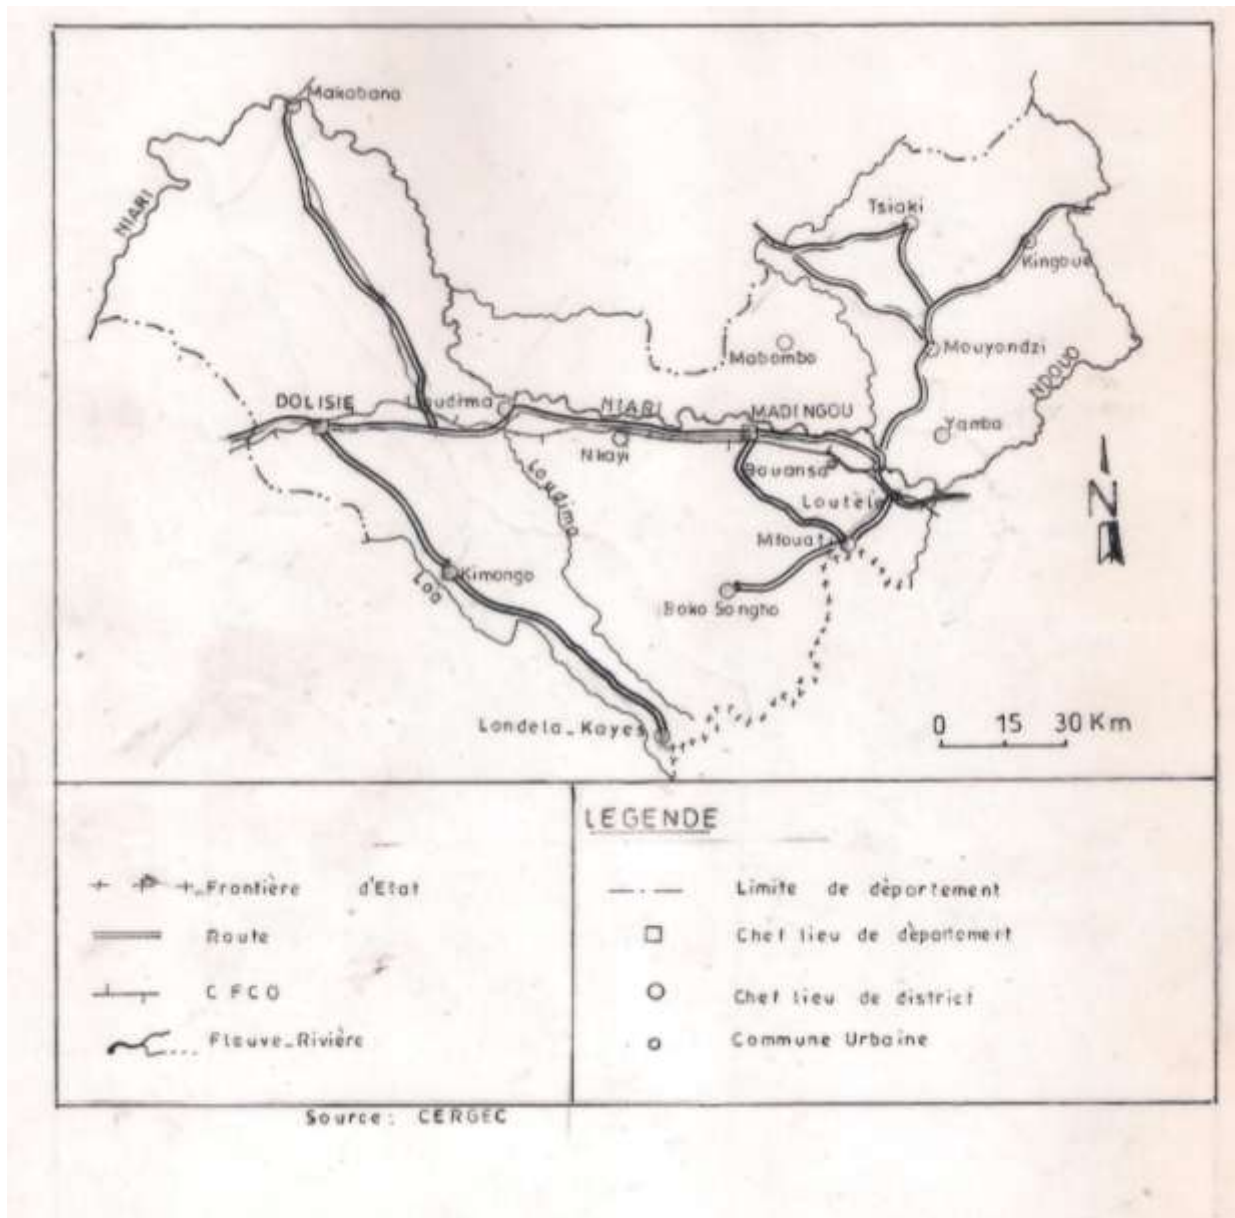 Makabana
NIARI
Tsiaki
Kingoue
Mabombo
Mouyondzi
NDOUO
DOLISIE
Loudima
NIARI
MADINGOU
Yamba
Nkayi
Bouansa
Loudima
Loutété
N
Mfouati
Kimongo
Loa
Boko Songho
Londela_Kayes
0 15 30 Km
LEGENDE
Frontière d'Etat
Route
CFCO
Fleuve_Rivière
Limite de département
Chef lieu de département
Chef lieu de district
Commune Urbaine
Source: CERGEC